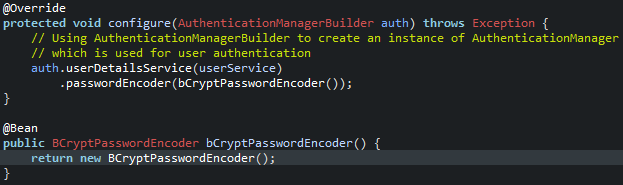 @Override
protected void configure(AuthenticationManagerBuilder auth) throws Exception {
    // Using AuthenticationManagerBuilder to create an instance of AuthenticationManager
    // which is used for user authentication
    auth.userDetailsService(userService)
        .passwordEncoder(bCryptPasswordEncoder());
}
@Bean
public BCryptPasswordEncoder bCryptPasswordEncoder() {
    return new BCryptPasswordEncoder();
}